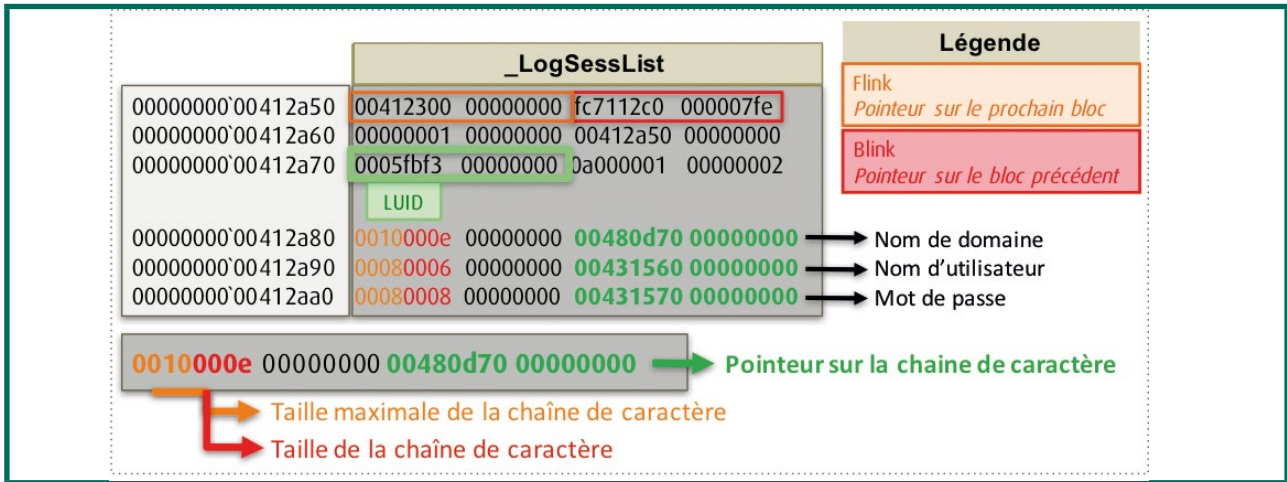 _LogSessList
00000000`00412a50 00412300 00000000 fc7112c0 000007fe
00000000`00412a60 00000001 00000000 00412a50 00000000
00000000`00412a70 0005fbf3 00000000 0a000001 00000002
LUID
00000000`00412a80 0010000e 00000000 00480d70 00000000 Nom de domaine
00000000`00412a90 00080006 00000000 00431560 00000000 Nom d'utilisateur
00000000`00412aa0 00080008 00000000 00431570 00000000 Mot de passe
Légende
Flink
Pointeur sur le prochain bloc
Blink
Pointeur sur le bloc précédent
0010000e 00000000 00480d70 00000000 Pointeur sur la chaine de caractère
Taille maximale de la chaîne de caractère
Taille de la chaîne de caractère